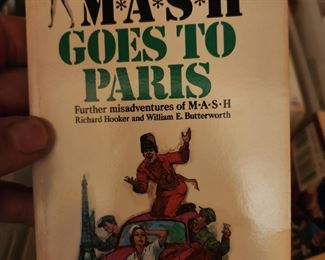 M*A*S*H
GOES TO
PARIS
Further misadventures of M*A*S*H
Richard Hooker and William E. Butterworth